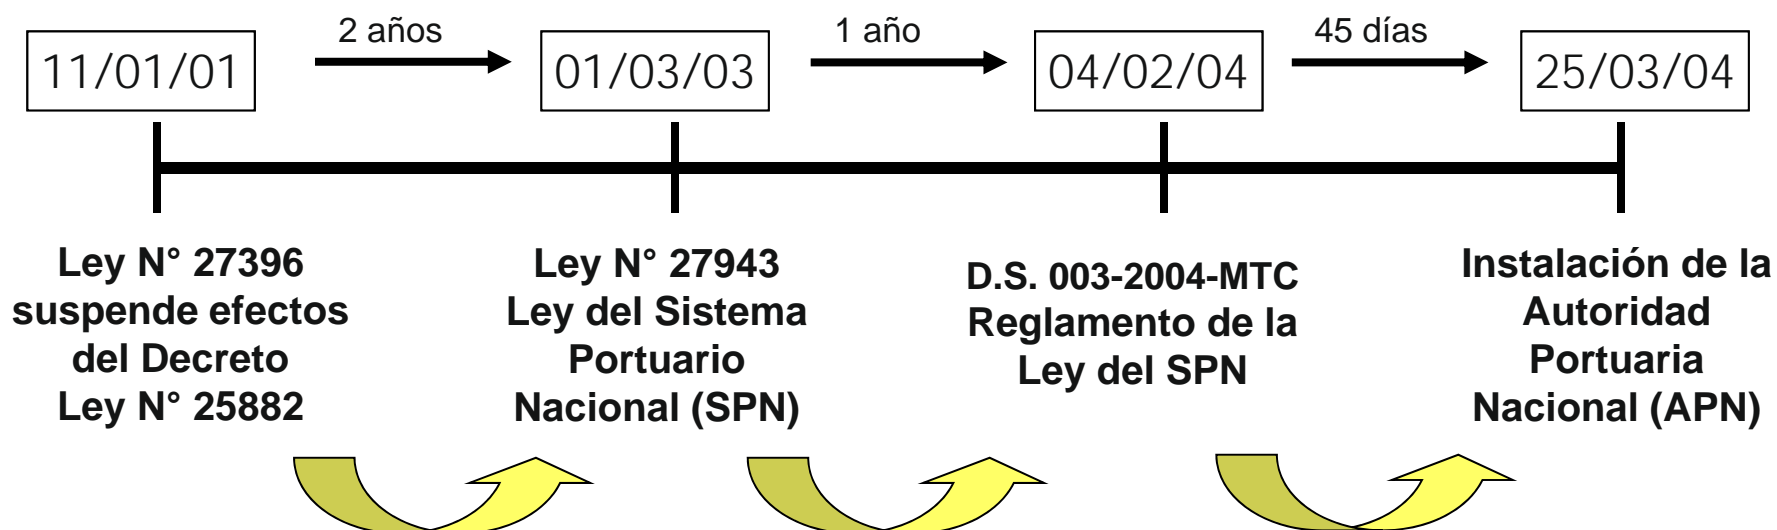 2 años
1 año
45 días
11/01/01
01/03/03
04/02/04
25/03/04
Ley N° 27396
suspende efectos
del Decreto
Ley N° 25882
Ley N° 27943
Ley del Sistema
Portuario
Nacional (SPN)
D.S. 003-2004-MTC
Reglamento de la
Ley del SPN
Instalación de la
Autoridad
Portuaria
Nacional (APN)